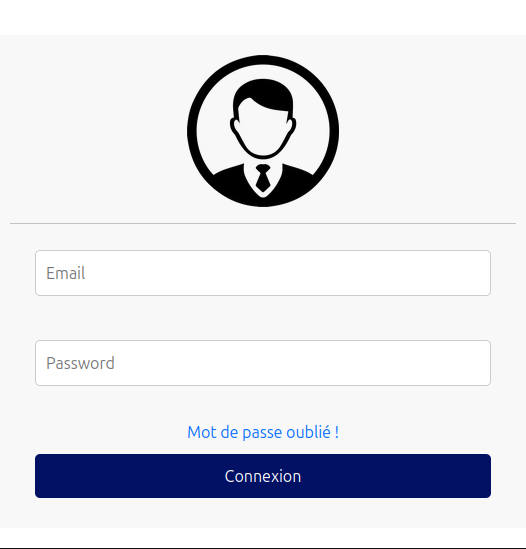 Email
Password
Mot de passe oublié !
Connexion